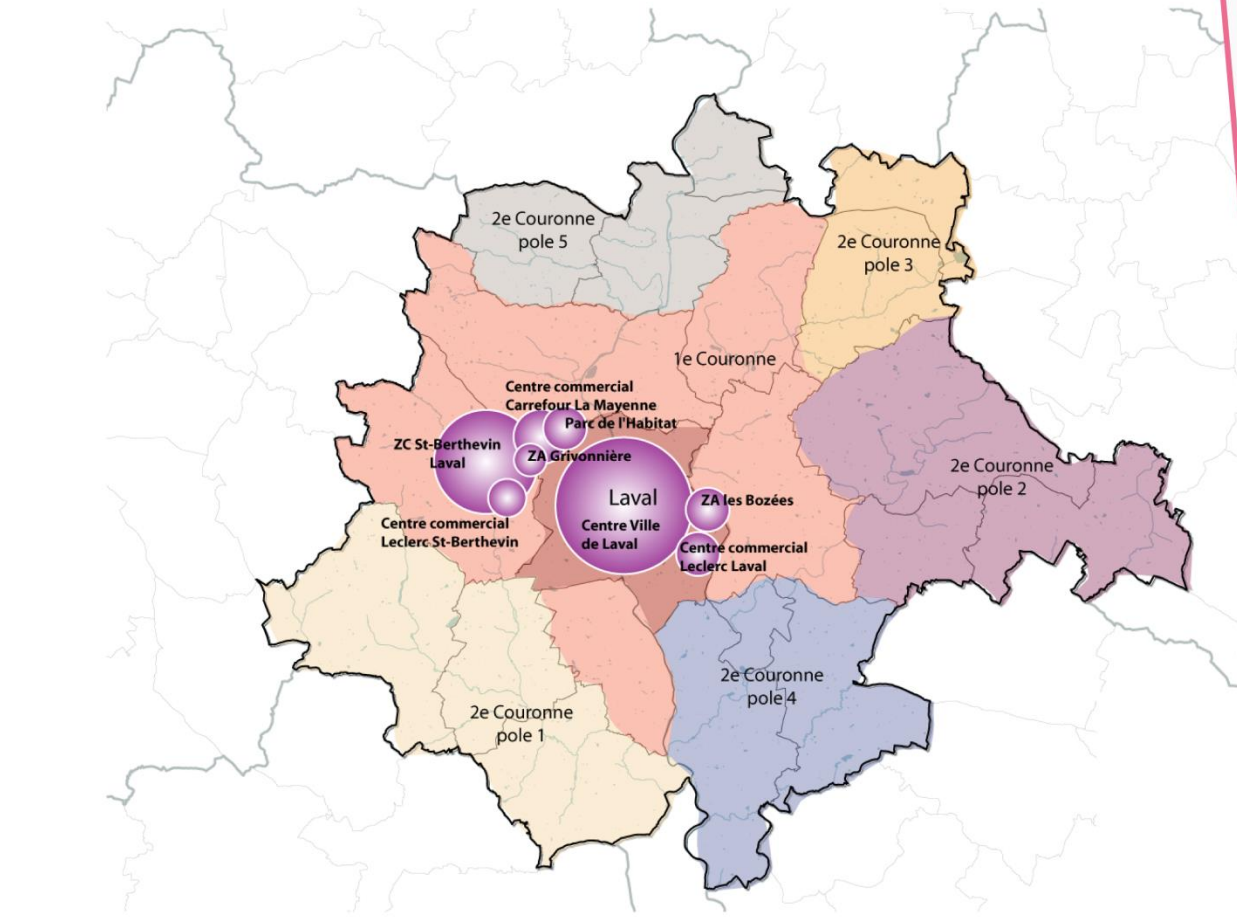 2e Couronne
pole 5
2e Couronne
pole 3
1e Couronne
Centre commercial
Carrefour La Mayenne
Parc de l'Habitat
ZC St-Berthevin
Laval
ZA Grivonnière
2e Couronne
pole 2
Laval
Centre Ville
de Laval
ZA les Bozées
Centre commercial
Leclerc St-Berthevin
Centre commercial
Leclerc Laval
2e Couronne
pole 4
2e Couronne
pole 1